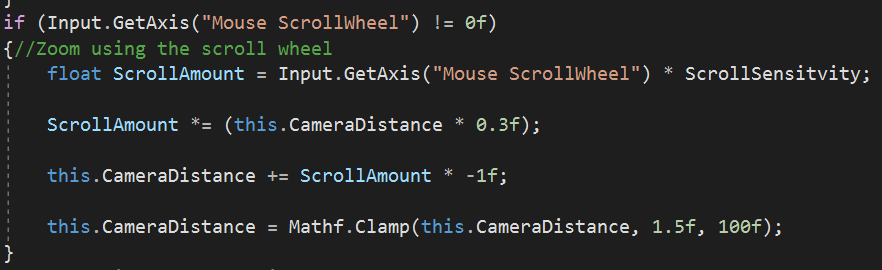 }
if (Input.GetAxis("Mouse ScrollWheel") != 0f)
{//Zoom using the scroll wheel
float ScrollAmount = Input.GetAxis("Mouse ScrollWheel") * ScrollSensitvity;
ScrollAmount *= (this.CameraDistance * 0.3f);
this.CameraDistance += ScrollAmount * -1f;
this.CameraDistance = Mathf.Clamp(this.CameraDistance, 1.5f, 100f);
}